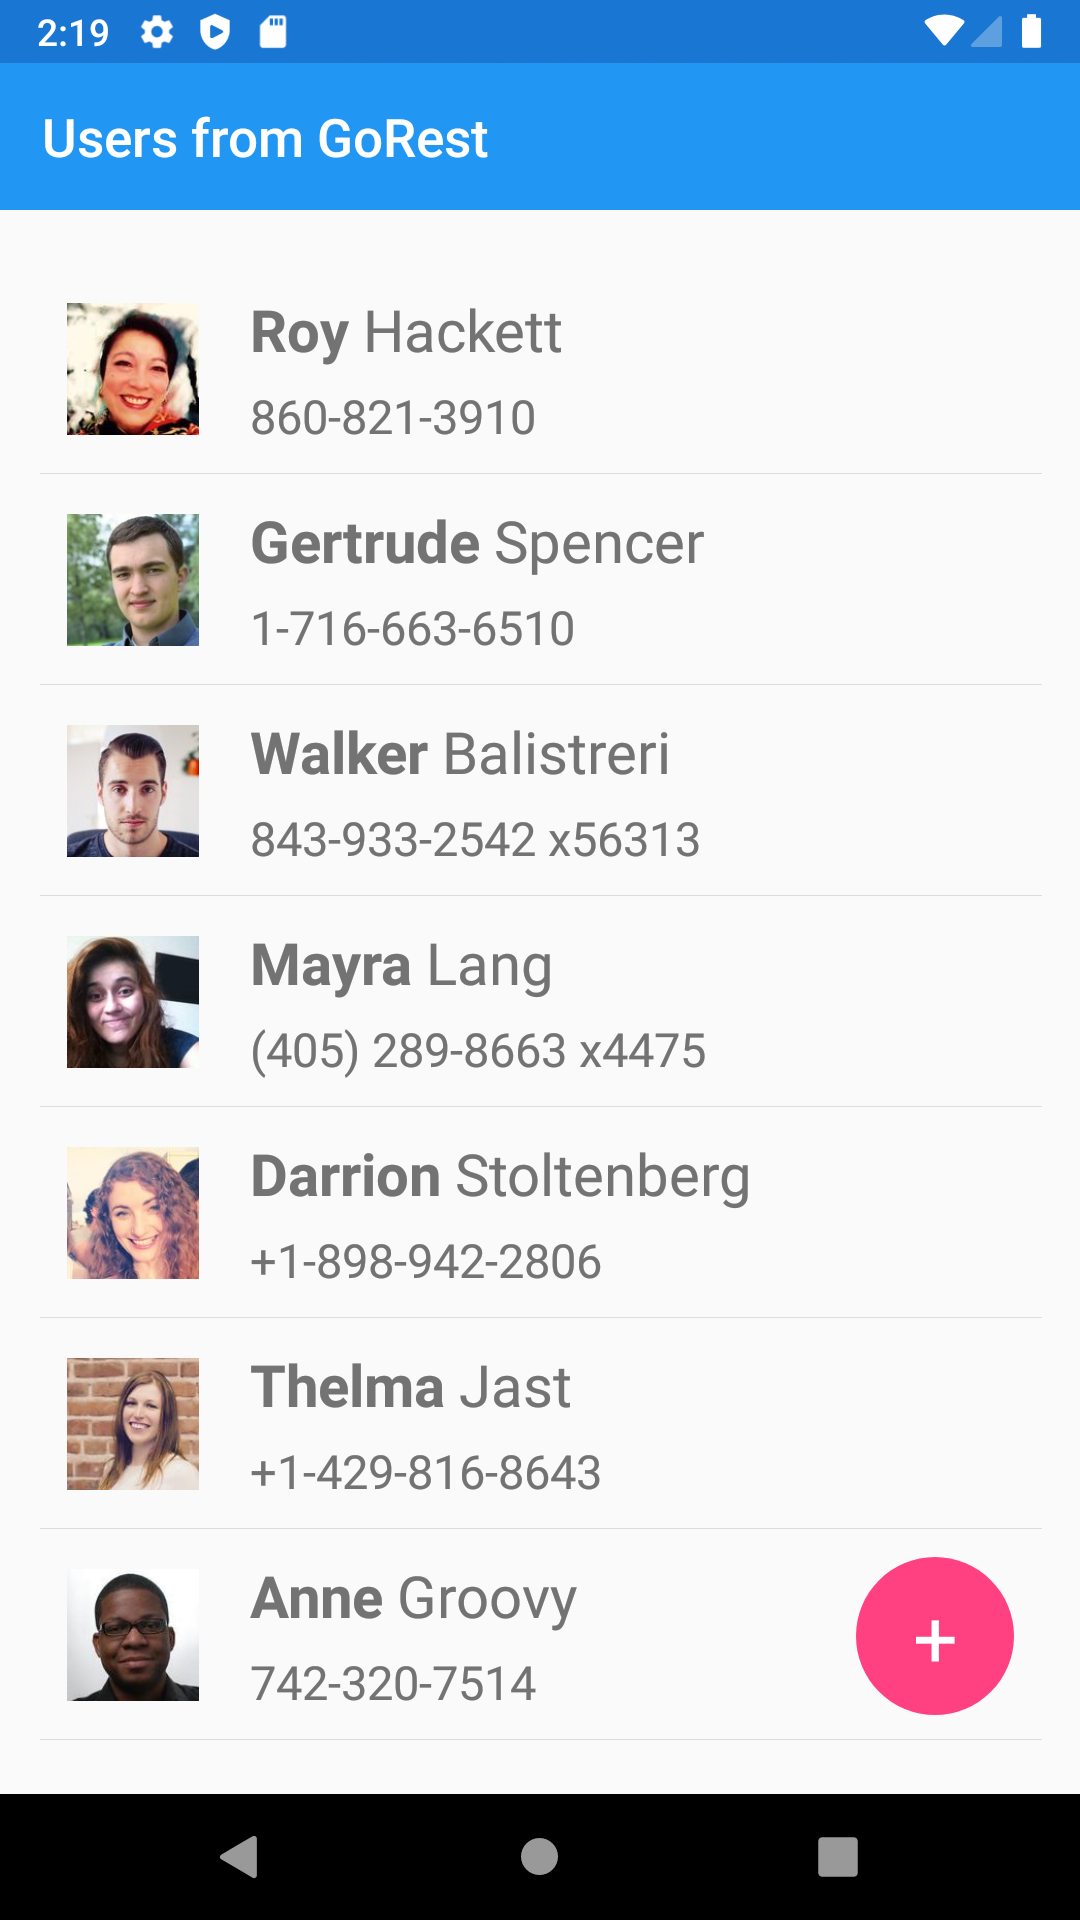 2:19
Users from GoRest
Roy Hackett
860-821-3910
Gertrude Spencer
1-716-663-6510
Walker Balistreri
843-933-2542 x56313
Mayra Lang
(405) 289-8663 x4475
Darrion Stoltenberg
+1-898-942-2806
Thelma Jast
+1-429-816-8643
Anne Groovy
742-320-7514
+